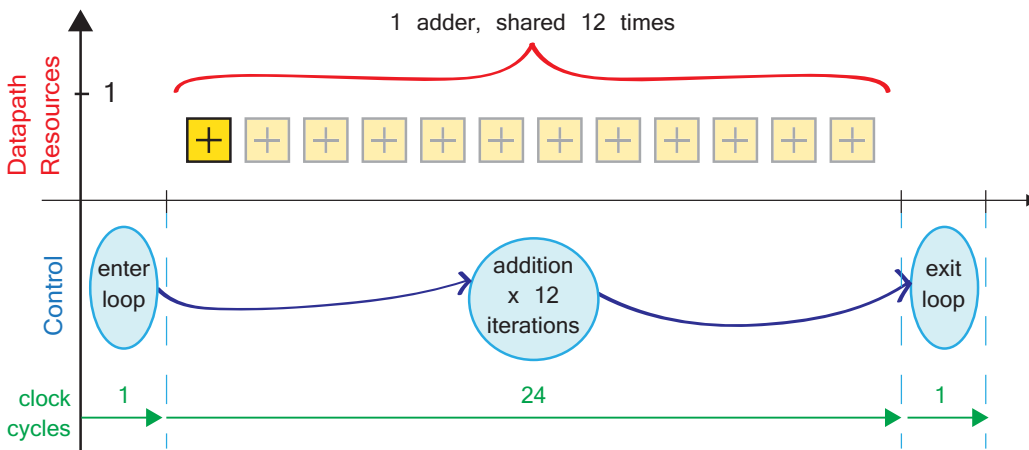 1 adder, shared 12 times
Datapath
Resources
1
Control
enter
loop
addition
x 12
iterations
exit
loop
clock
cycles
1
24
1